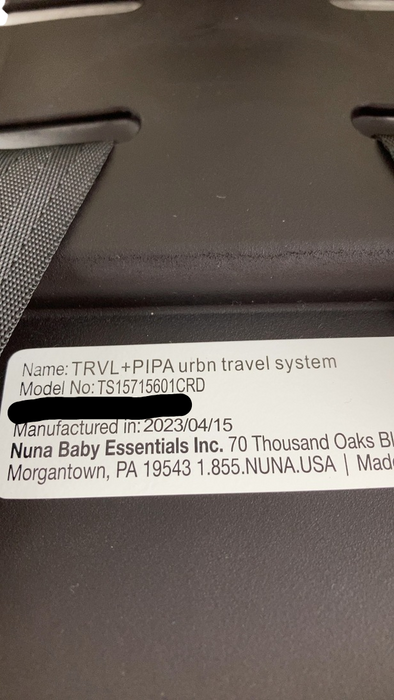 Name: TRVL+PIPA urbn travel system
Model No: TS15715601CRD
Manufactured in: 2023/04/15
Nuna Baby Essentials Inc. 70 Thousand Oaks Bl
Morgantown, PA 19543 1.855.NUNA.USA | Made